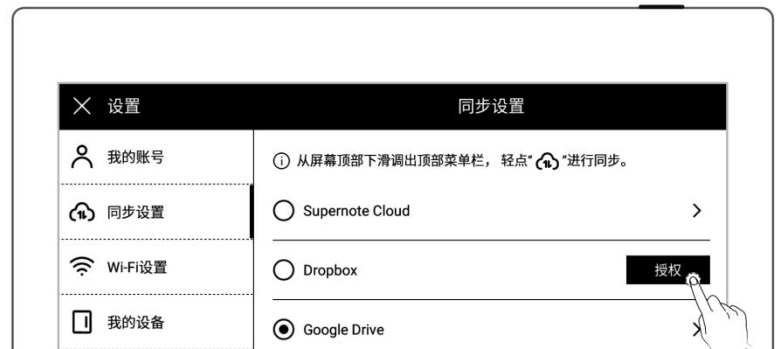 设置
同步设置
我的账号
从屏幕顶部下滑调出顶部菜单栏， 轻点“ ”进行同步。
同步设置
Supernote Cloud
Wi-Fi设置
Dropbox
授权
我的设备
Google Drive